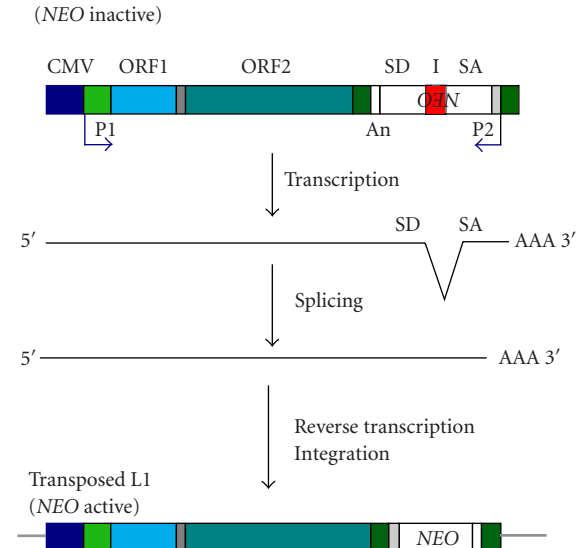 (NEO inactive)
CMV ORF1 ORF2 SD I SA
NEO
P1 An P2
Transcription
SD SA
5′ AAA 3′
Splicing
5′ AAA 3′
Reverse transcription
Integration
Transposed L1
(NEO active)
NEO